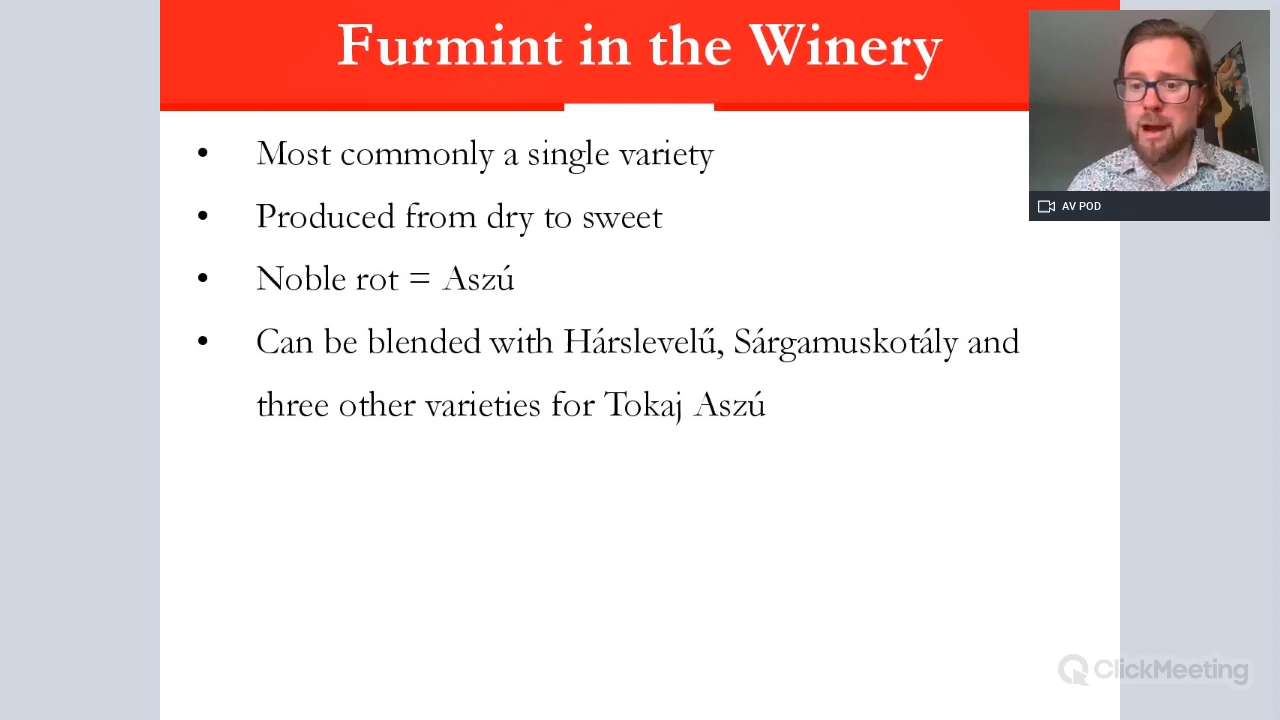 Furmint in the Winery
• Most commonly a single variety
• Produced from dry to sweet
• Noble rot = Aszú
• Can be blended with Hárslevelű, Sárgamuskotály and
three other varieties for Tokaj Aszú
AV POD
ClickMeeting